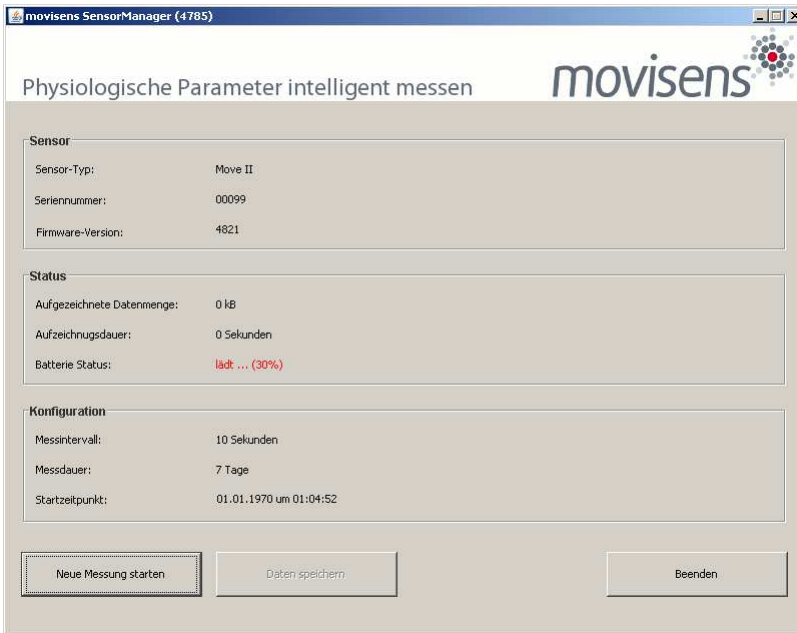 movisens SensorManager (4785)
Physiologische Parameter intelligent messen
movisens
Sensor
Sensor-Typ: Move II
Seriennummer: 00099
Firmware-Version: 4821
Status
Aufgezeichnete Datenmenge: 0 kB
Aufzeichnugsdauer: 0 Sekunden
Batterie Status: lädt ... (30%)
Konfiguration
Messintervall: 10 Sekunden
Messdauer: 7 Tage
Startzeitpunkt: 01.01.1970 um 01:04:52
Neue Messung starten Daten speichern Beenden